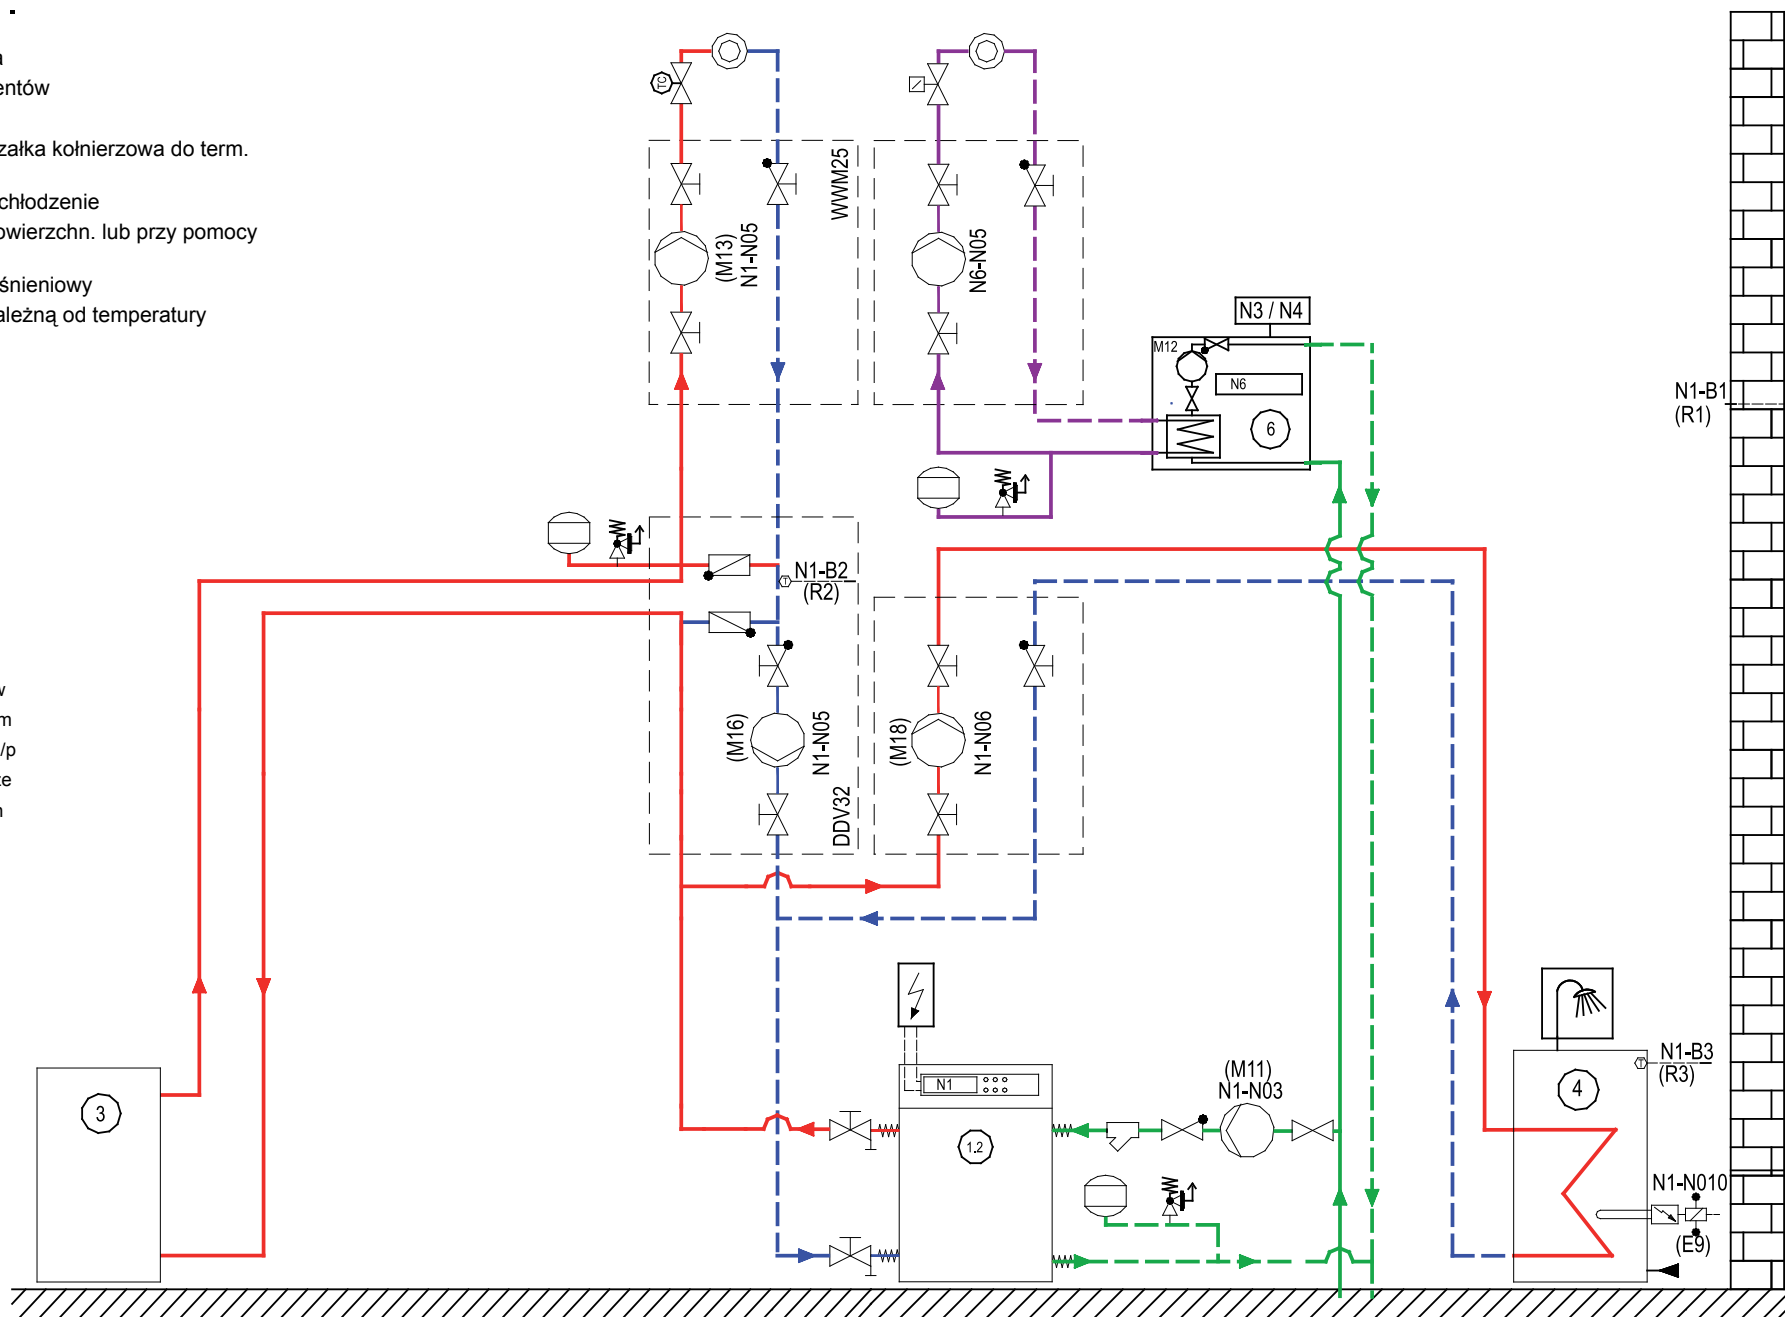 entów
załka kołnierzowa do term.
chłodzenie
owierzchn. lub przy pomocy
śnieniowy
ależną od temperatury
m
/p
te
TC
WWM25
(M13)
N1-N05
N6-N05
N3 / N4
M12
N6
6
N1-B1
(R1)
N1-B2
(R2)
T
(M16)
N1-N05
DDV32
(M18)
N1-N06
N1
1.2
(M11)
N1-N03
3
4
T
N1-B3
(R3)
N1-N010
(E9)